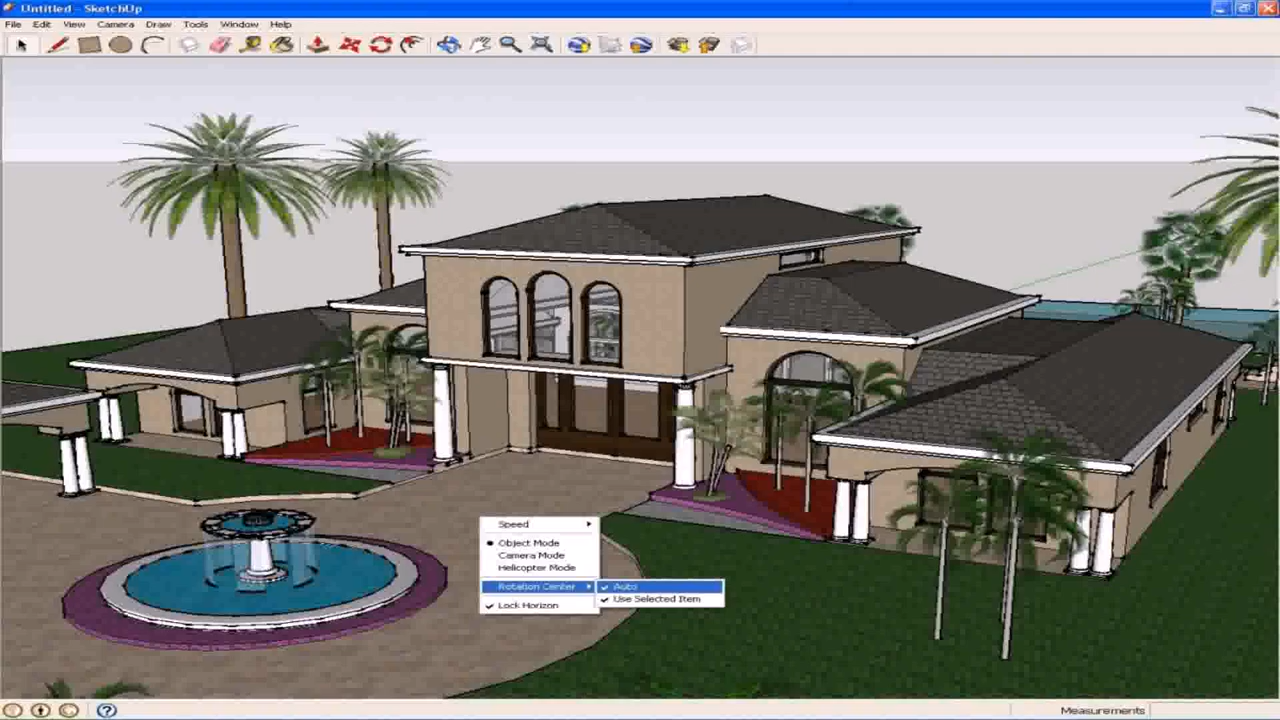 Untitled - SketchUp
File Edit View Camera Draw Tools Window Help
Speed
Object Mode
Camera Mode
Helicopter Mode
Rotation Center
Auto
Use Selected Item
Lock Horizon
Measurements